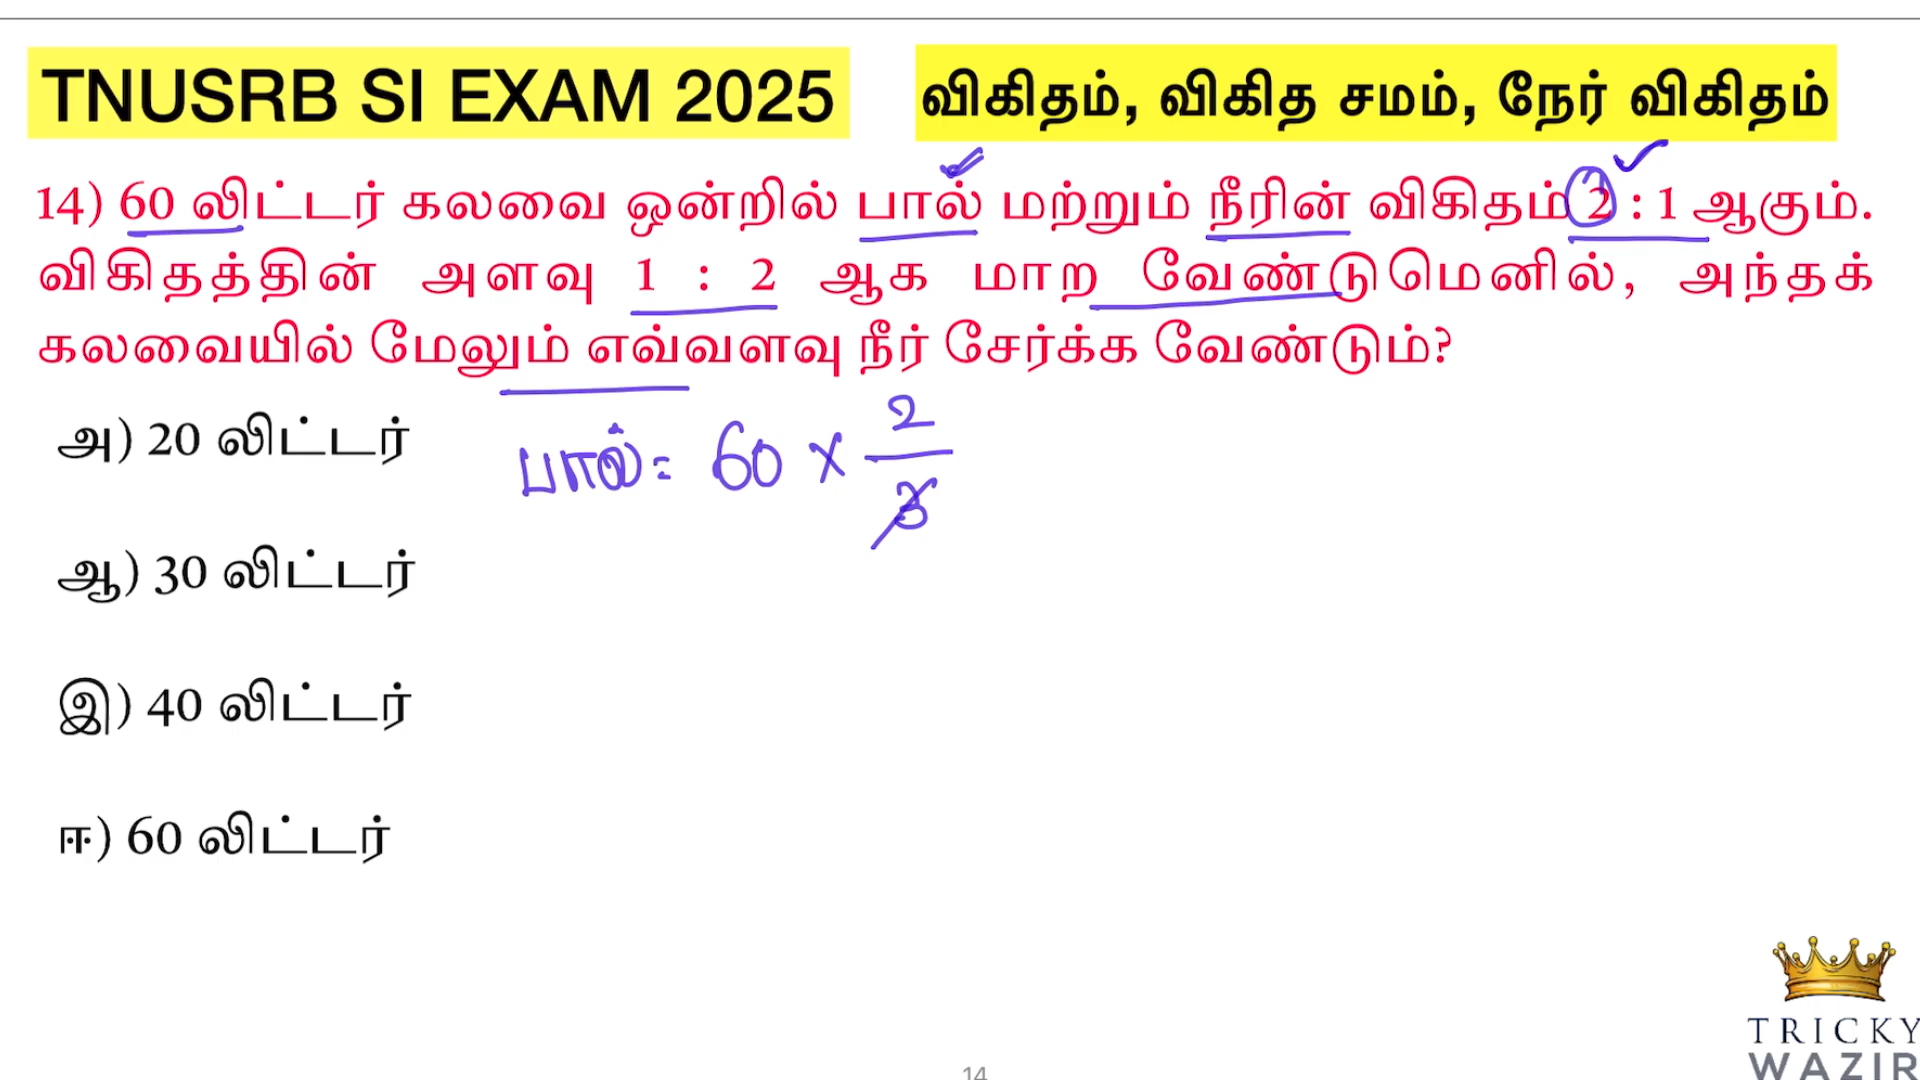 TNUSRB SI EXAM 2025
விகிதம், விகித சமம், நேர் விகிதம்
14) 60 லிட்டர் கலவை ஒன்றில் பால் மற்றும் நீரின் விகிதம் 2 : 1 ஆகும்.
விகிதத்தின் அளவு 1 : 2 ஆக மாற வேண்டுமெனில், அந்தக்
கலவையில் மேலும் எவ்வளவு நீர் சேர்க்க வேண்டும்?
அ) 20 லிட்டர்
பால் = 60 × 2/3
ஆ) 30 லிட்டர்
இ) 40 லிட்டர்
ஈ) 60 லிட்டர்
TRICKY
WAZIR
14